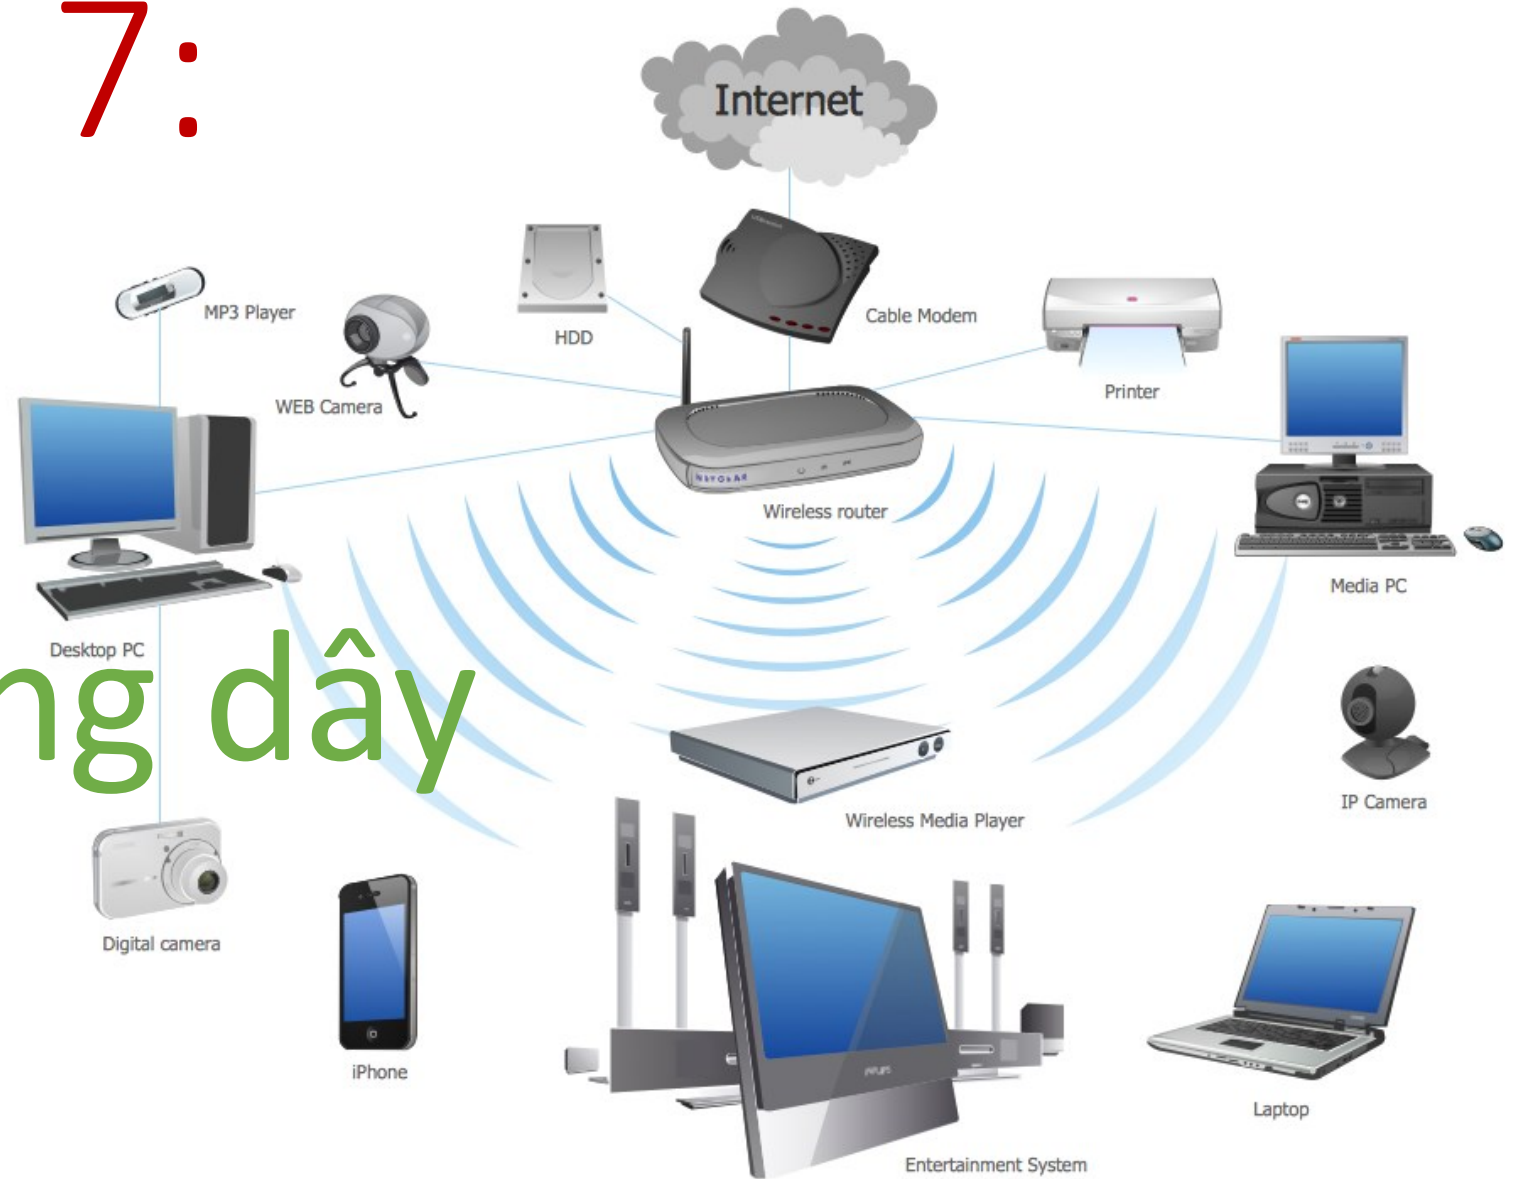 7:
Internet
MP3 Player
HDD
Cable Modem
WEB Camera
Printer
Wireless router
Media PC
Desktop PC
ng dây
IP Camera
Wireless Media Player
Digital camera
iPhone
Laptop
Entertainment System